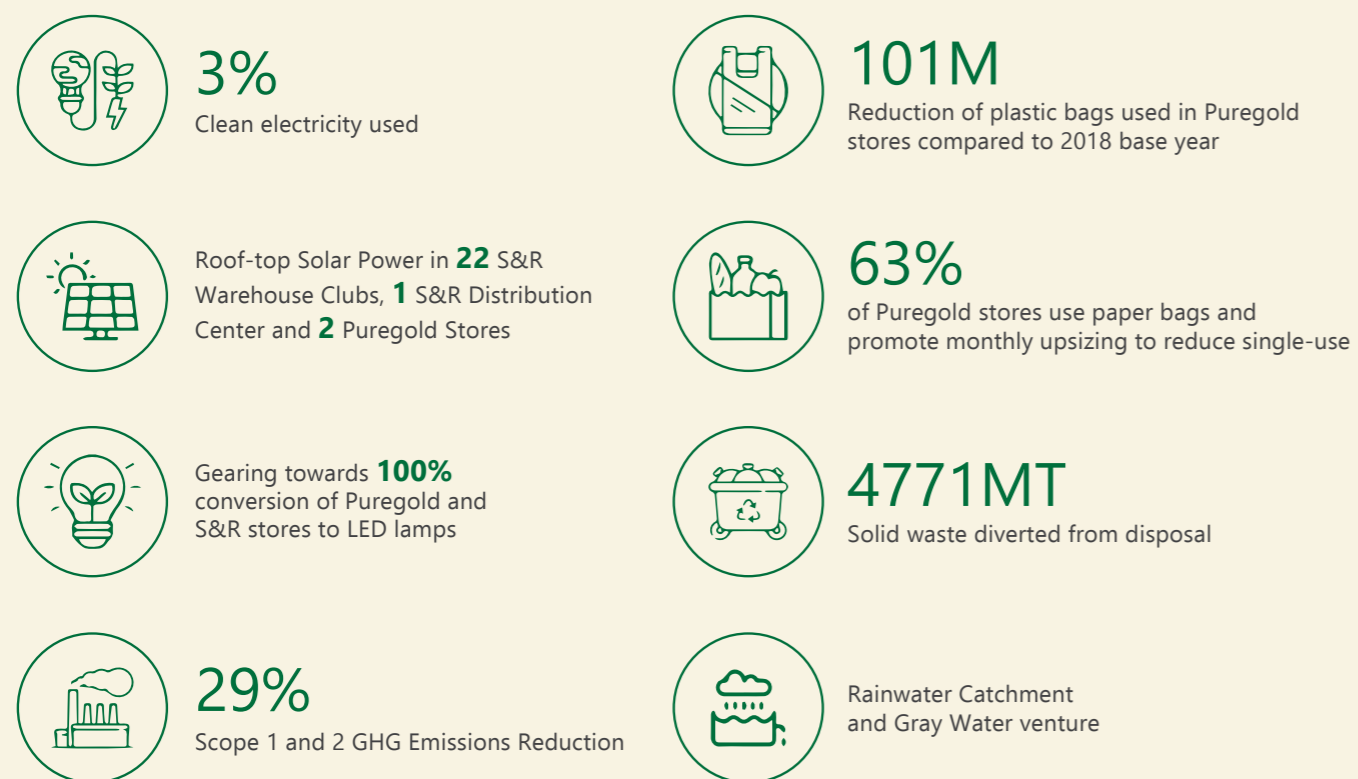 3%
Clean electricity used
Roof-top Solar Power in 22 S&R
Warehouse Clubs, 1 S&R Distribution
Center and 2 Puregold Stores
Gearing towards 100%
conversion of Puregold and
S&R stores to LED lamps
29%
Scope 1 and 2 GHG Emissions Reduction
101M
Reduction of plastic bags used in Puregold
stores compared to 2018 base year
63%
of Puregold stores use paper bags and
promote monthly upsizing to reduce single-use
4771MT
Solid waste diverted from disposal
Rainwater Catchment
and Gray Water venture